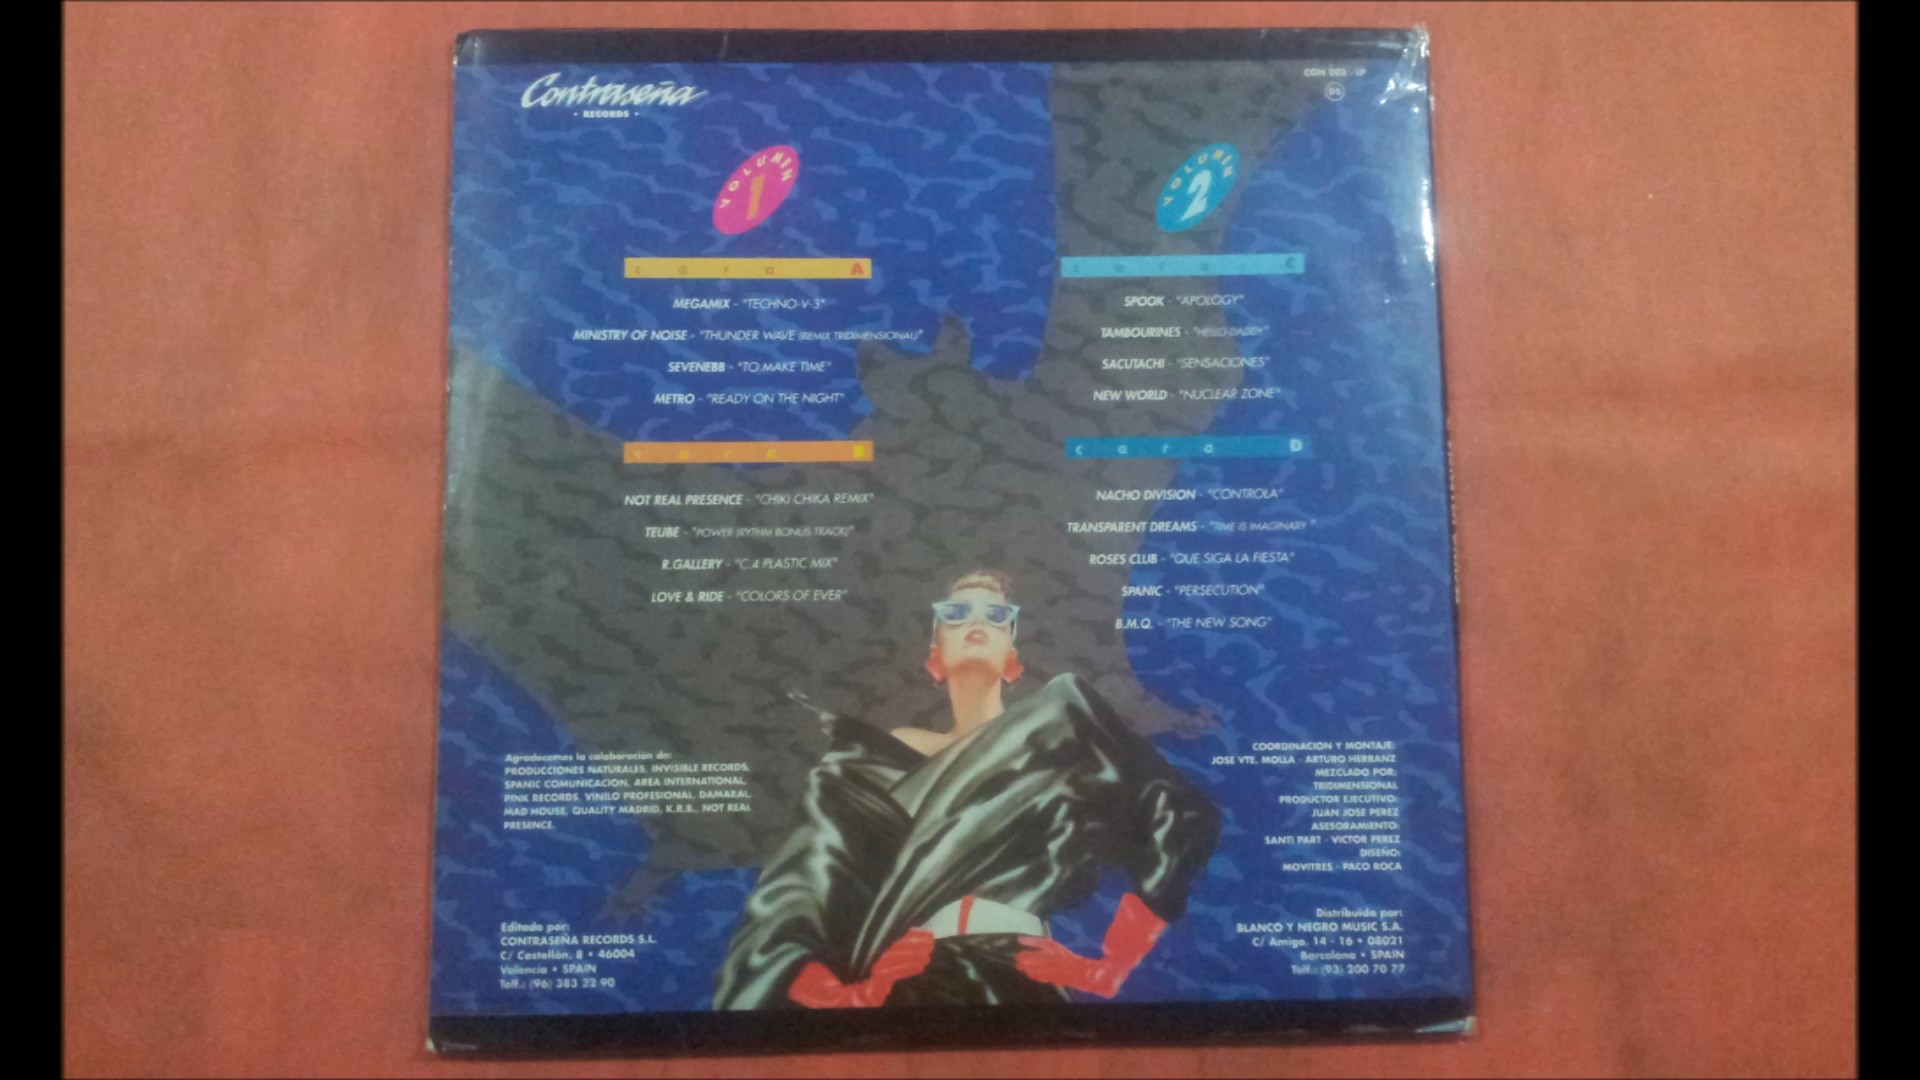 Contraseña
- RECORDS -
CON 005 - LP
DS
VOLUMEN
1
cara A
MEGAMIX - "TECHNO-V-3"
MINISTRY OF NOISE - "THUNDER WAVE (REMIX TRIDIMENSIONAL)"
SEVENEBB - "TO MAKE TIME"
METRO - "READY ON THE NIGHT"
cara B
NOT REAL PRESENCE - "CHIKI CHIKA REMIX"
TEUBE - "POWER (RYTHM BONUS TRACK)"
R.GALLERY - "C.4 PLASTIC MIX"
LOVE & RIDE - "COLORS OF EVER"
VOLUMEN
2
cara C
SPOOK - "APOLOGY"
TAMBOURINES - "HELLO DADDY"
SACUTACHI - "SENSACIONES"
NEW WORLD - "NUCLEAR ZONE"
cara D
NACHO DIVISION - "CONTROLA"
TRANSPARENT DREAMS - "TIME IS IMAGINARY"
ROSES CLUB - "QUE SIGA LA FIESTA"
SPANIC - "PERSECUTION"
B.M.Q. - "THE NEW SONG"
Agradecemos la colaboración de:
PRODUCCIONES NATURALES, INVISIBLE RECORDS,
SPANIC COMUNICACION, AREA INTERNATIONAL,
PINK RECORDS, VINILO PROFESIONAL, DAMARAL,
MAD HOUSE, QUALITY MADRID, K.R.B., NOT REAL
PRESENCE.
COORDINACION Y MONTAJE:
JOSE VTE. MOLLA - ARTURO HERRANZ
MEZCLADO POR:
TRIDIMENSIONAL
PRODUCTOR EJECUTIVO:
JUAN JOSE PEREZ
ASESORAMIENTO:
SANTI PART - VICTOR PEREZ
DISEÑO:
MOVITRES - PACO ROCA
Editado por:
CONTRASEÑA RECORDS S.L.
C/ Castellón, 8 • 46004
Valencia • SPAIN
Telf.: (96) 383 22 90
Distribuido por:
BLANCO Y NEGRO MUSIC S.A.
C/ Amigo, 14 - 16 • 08021
Barcelona • SPAIN
Telf.: (93) 200 70 77